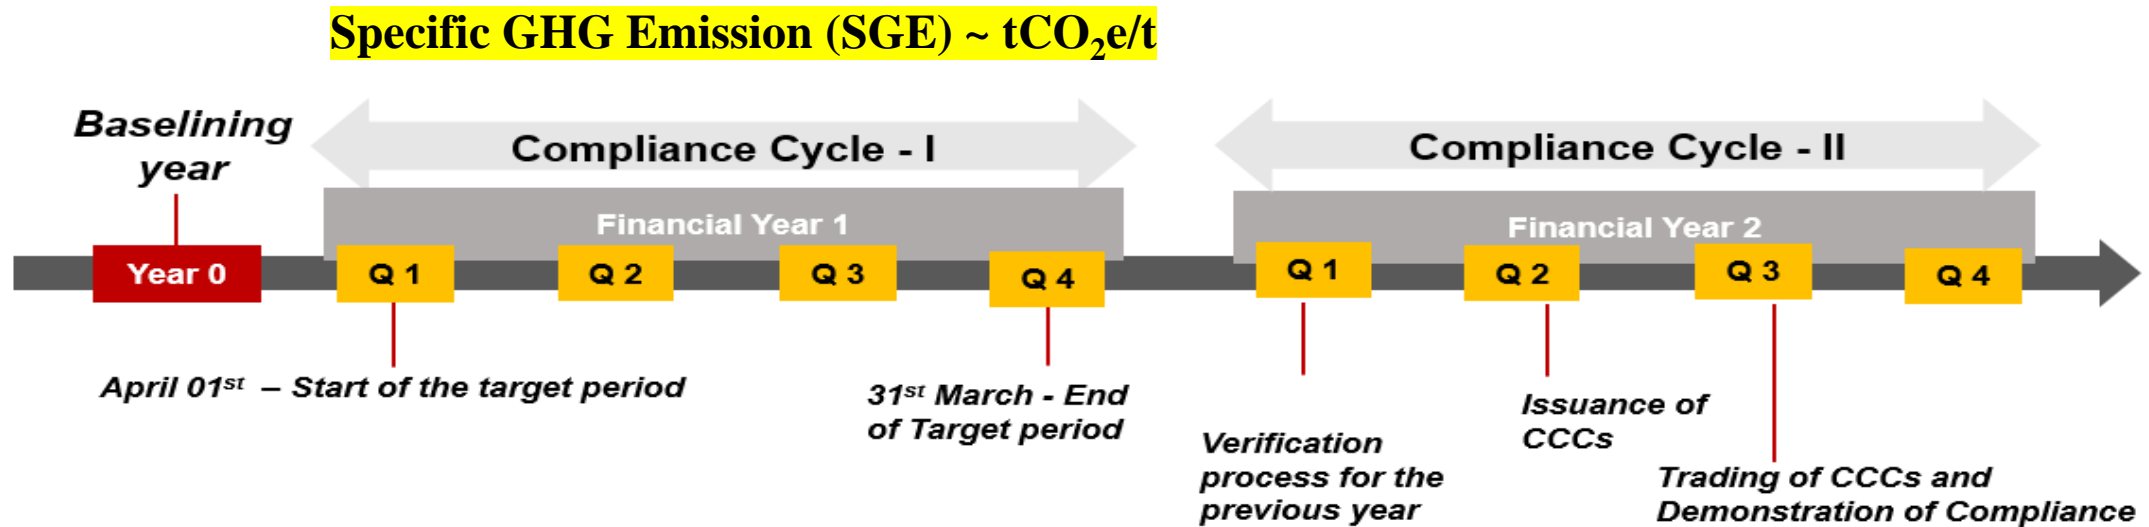 Specific GHG Emission (SGE) ~ tCO₂e/t
Baselining
year
Compliance Cycle - I
Compliance Cycle - II
Financial Year 1
Financial Year 2
Year 0
Q 1
Q 2
Q 3
Q 4
Q 1
Q 2
Q 3
Q 4
April 01st – Start of the target period
31st March - End
of Target period
Verification
process for the
previous year
Issuance of
CCCs
Trading of CCCs and
Demonstration of Compliance